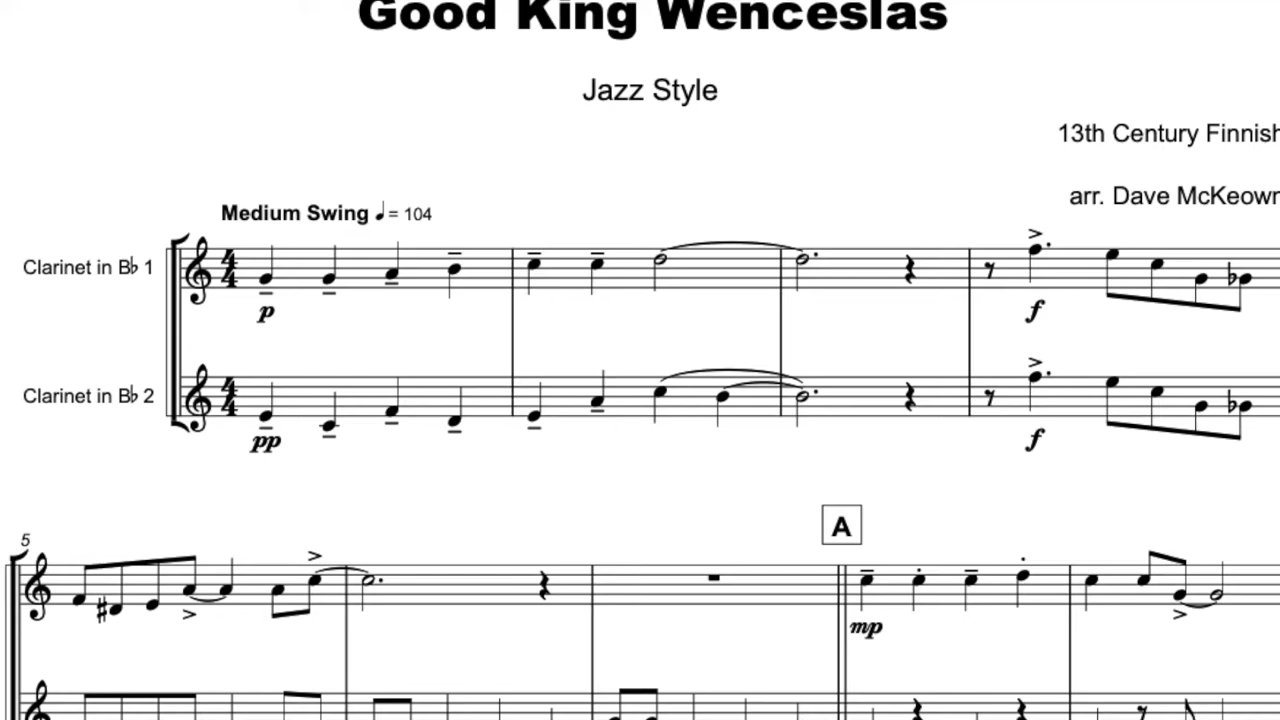 Good King Wenceslas
Jazz Style
13th Century Finnish
arr. Dave McKeown
Medium Swing ♩= 104
Clarinet in B♭ 1
p
f
Clarinet in B♭ 2
pp
f
5
A
mp